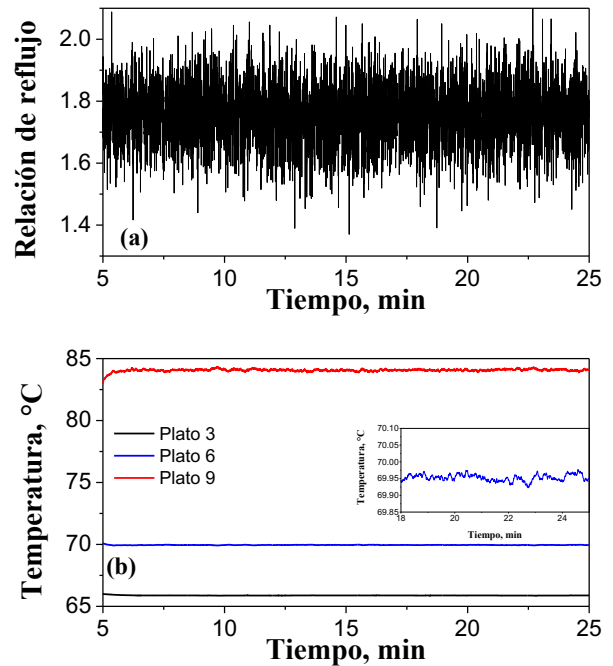 Relación de reflujo
2.0
1.8
1.6
1.4
(a)
5
10
15
20
25
Tiempo, min
Temperatura, °C
85
80
75
70
65
Plato 3
Plato 6
Plato 9
Temperatura, °C
70.10
70.05
70.00
69.95
69.90
69.85
18
20
22
24
Tiempo, min
(b)
5
10
15
20
25
Tiempo, min